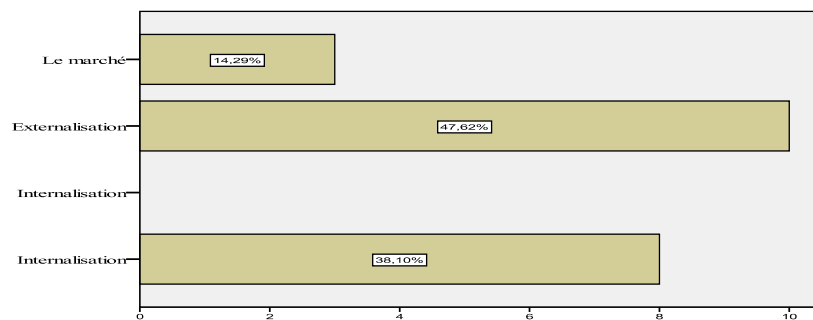 Le marché
14,29%
Externalisation
47,62%
Internalisation
Internalisation
38,10%
0 2 4 6 8 10